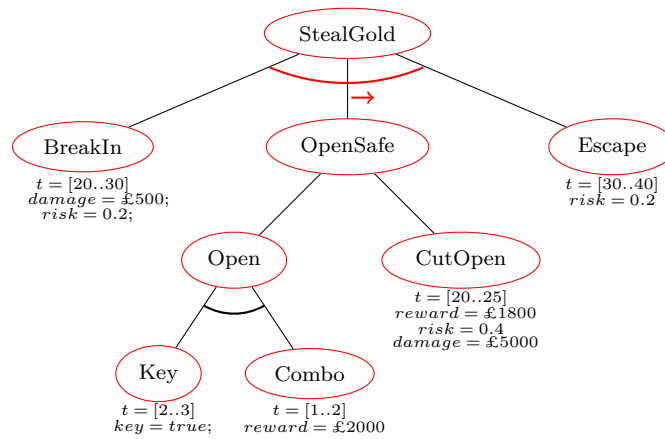 StealGold
BreakIn
OpenSafe
Escape
t = [20..30]
damage = £500;
risk = 0.2;
t = [30..40]
risk = 0.2
Open
CutOpen
t = [20..25]
reward = £1800
risk = 0.4
damage = £5000
Key
Combo
t = [2..3]
key = true;
t = [1..2]
reward = £2000